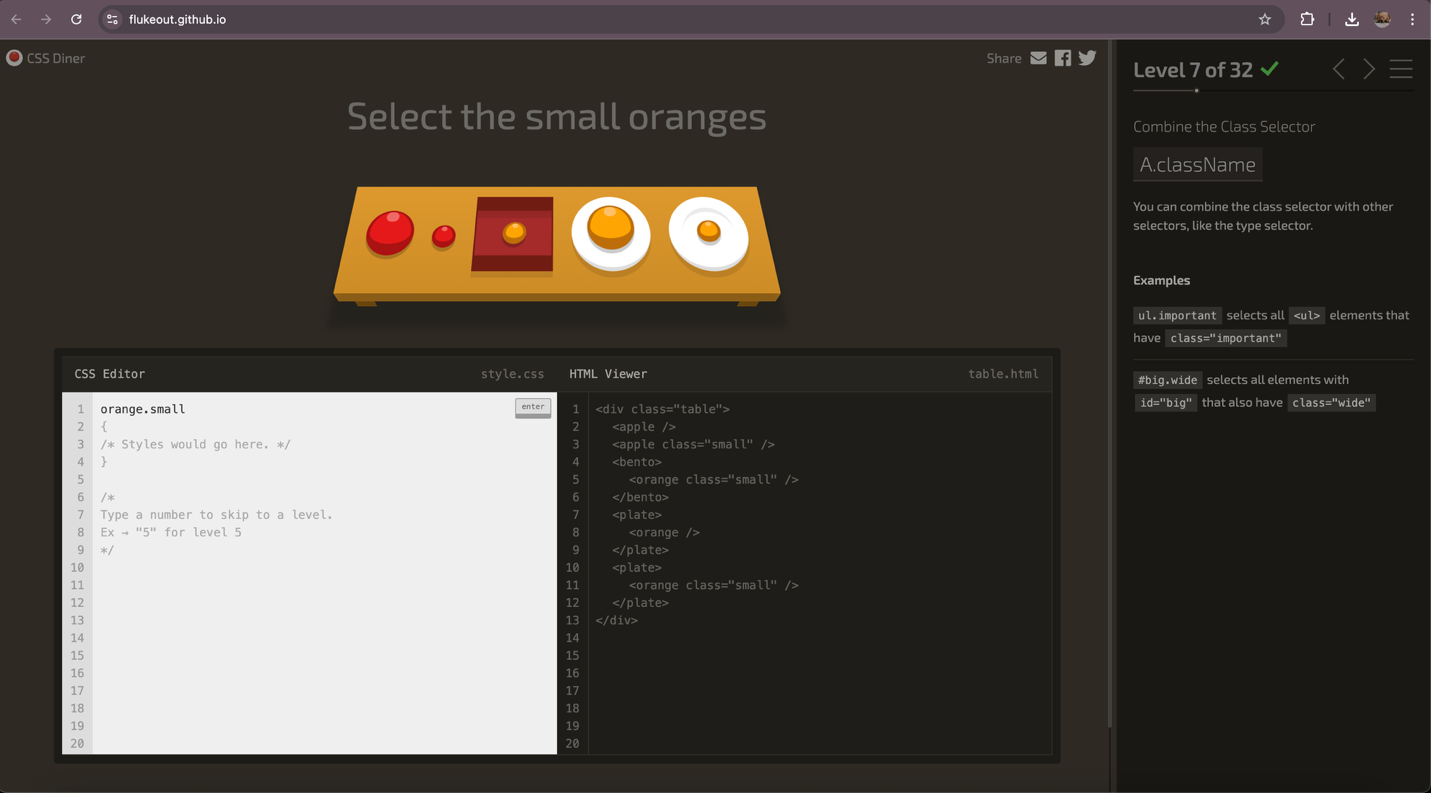 flukeout.github.io
CSS Diner
Share
Select the small oranges
CSS Editor
style.css
1 orange.small
enter
2 {
3 /* Styles would go here. */
4 }
5
6 /*
7 Type a number to skip to a level.
8 Ex → "5" for level 5
9 */
10
11
12
13
14
15
16
17
18
19
20
HTML Viewer
table.html
1 <div class="table">
2 <apple />
3 <apple class="small" />
4 <bento>
5 <orange class="small" />
6 </bento>
7 <plate>
8 <orange />
9 </plate>
10 <plate>
11 <orange class="small" />
12 </plate>
13 </div>
14
15
16
17
18
19
20
Level 7 of 32
Combine the Class Selector
A.className
You can combine the class selector with other
selectors, like the type selector.
Examples
ul.important selects all <ul> elements that
have class="important"
#big.wide selects all elements with
id="big" that also have class="wide"